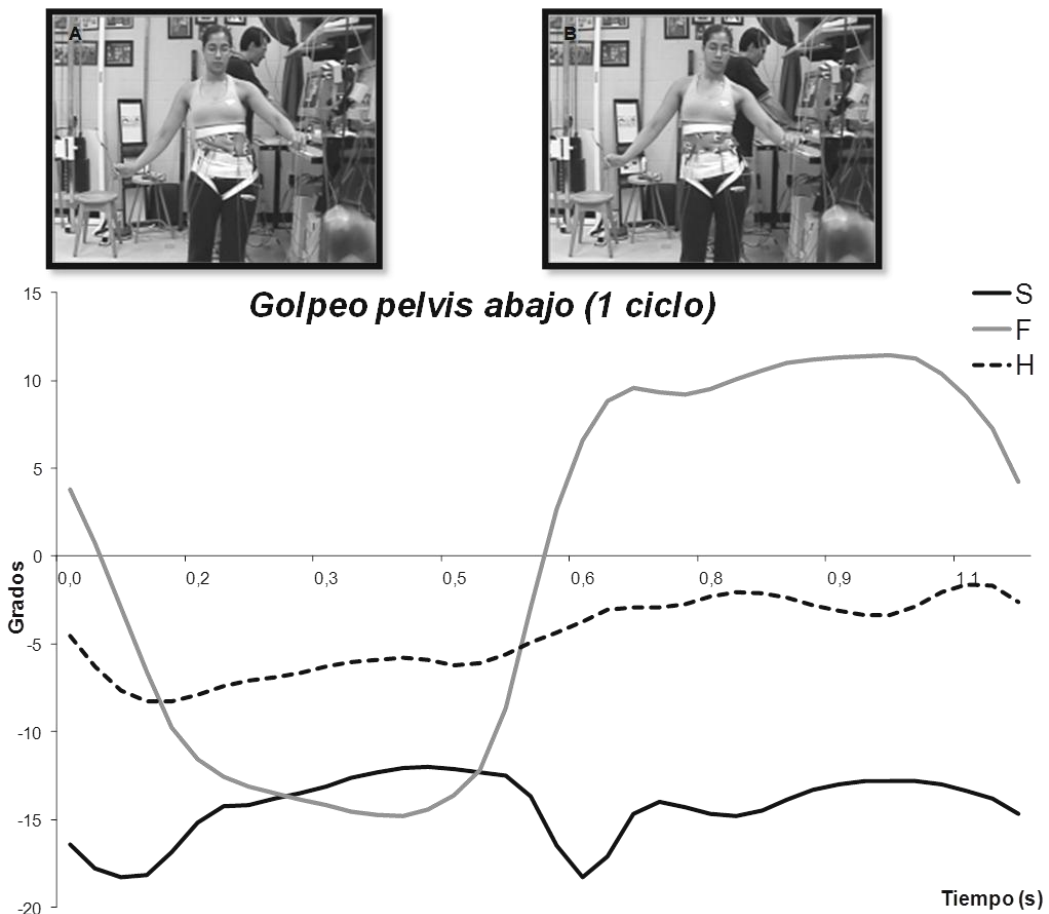 A
B
Golpeo pelvis abajo (1 ciclo)
S
F
H
15
10
5
0
-5
-10
-15
-20
Grados
0,0 0,2 0,3 0,5 0,6 0,8 0,9 1,1
Tiempo (s)